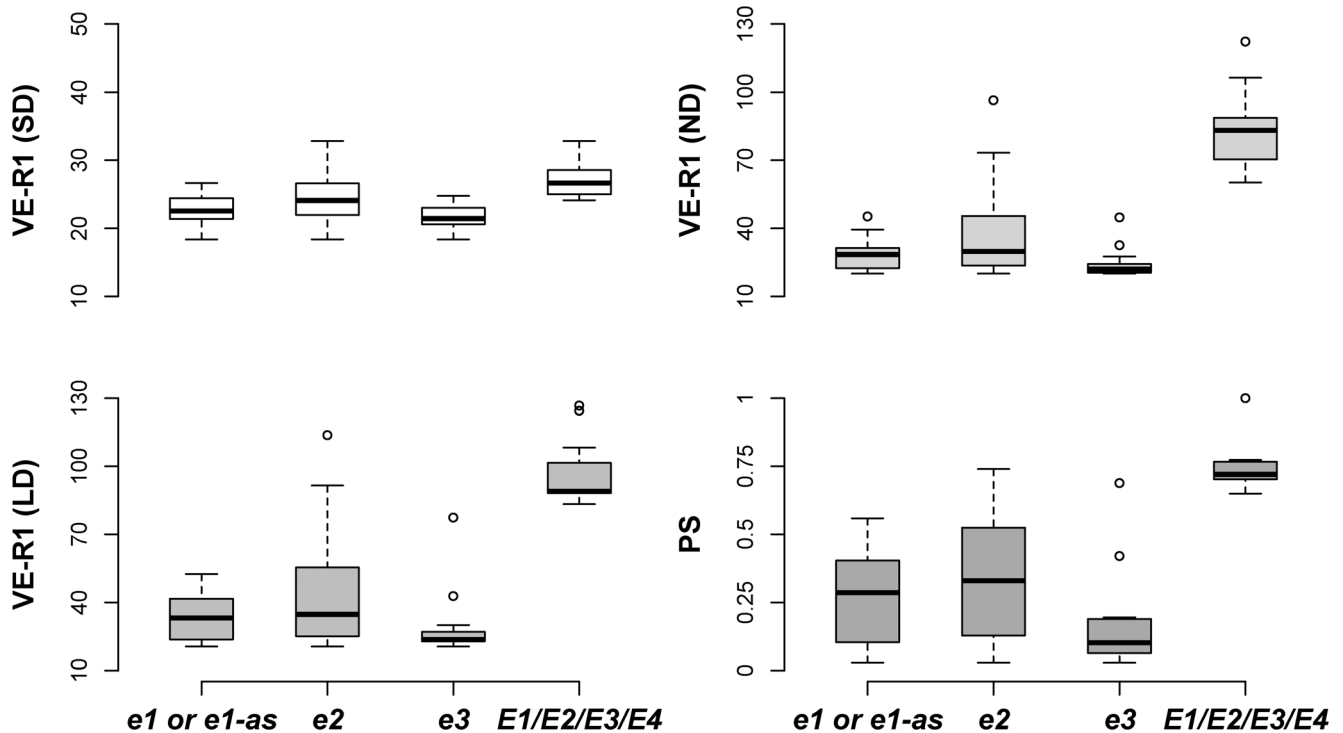 VE-R1 (SD)
10 20 30 40 50
VE-R1 (ND)
10 40 70 100 130
VE-R1 (LD)
10 40 70 100 130
PS
0 0.25 0.5 0.75 1
e1 or e1-as e2 e3 E1/E2/E3/E4
e1 or e1-as e2 e3 E1/E2/E3/E4